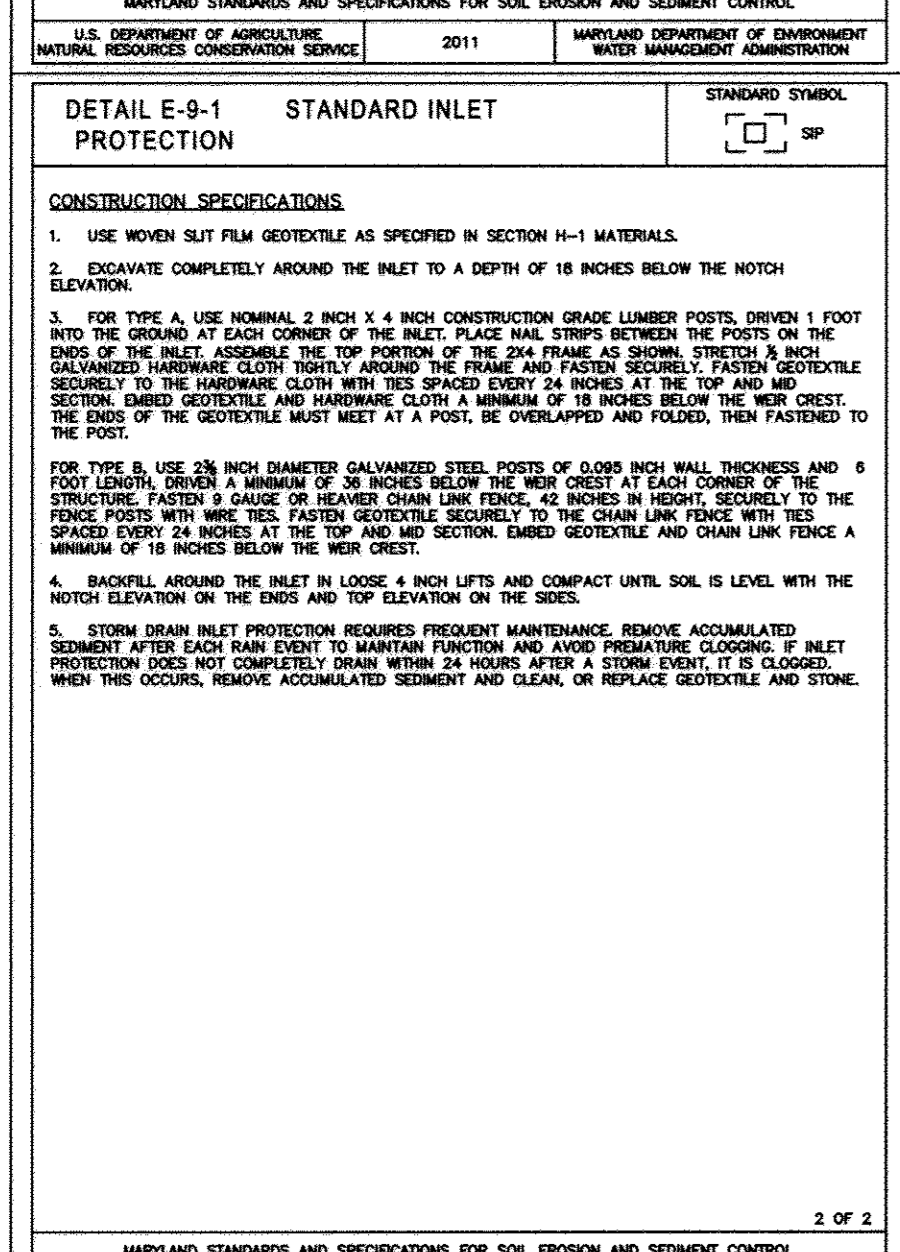 MARYLAND STANDARDS AND SPECIFICATIONS FOR SOIL EROSION AND SEDIMENT CONTROL
U.S. DEPARTMENT OF AGRICULTURE
NATURAL RESOURCES CONSERVATION SERVICE
2011
MARYLAND DEPARTMENT OF ENVIRONMENT
WATER MANAGEMENT ADMINISTRATION
DETAIL E-9-1 STANDARD INLET
PROTECTION
STANDARD SYMBOL
SIP
CONSTRUCTION SPECIFICATIONS
1. USE WOVEN SLIT FILM GEOTEXTILE AS SPECIFIED IN SECTION H-1 MATERIALS.
2. EXCAVATE COMPLETELY AROUND THE INLET TO A DEPTH OF 18 INCHES BELOW THE NOTCH
ELEVATION.
3. FOR TYPE A, USE NOMINAL 2 INCH X 4 INCH CONSTRUCTION GRADE LUMBER POSTS, DRIVEN 1 FOOT
INTO THE GROUND AT EACH CORNER OF THE INLET. PLACE NAIL STRIPS BETWEEN THE POSTS ON THE
ENDS OF THE INLET. ASSEMBLE THE TOP PORTION OF THE 2X4 FRAME AS SHOWN. STRETCH INCH
GALVANIZED HARDWARE CLOTH TIGHTLY AROUND THE FRAME AND FASTEN SECURELY. FASTEN GEOTEXTILE
SECURELY TO THE HARDWARE CLOTH WITH TIES SPACED EVERY 24 INCHES AT THE TOP AND MID
SECTION. EMBED GEOTEXTILE AND HARDWARE CLOTH A MINIMUM OF 18 INCHES BELOW THE WEIR CREST.
THE ENDS OF THE GEOTEXTILE MUST MEET AT A POST, BE OVERLAPPED AND FOLDED, THEN FASTENED TO
THE POST.
FOR TYPE B, USE INCH DIAMETER GALVANIZED STEEL POSTS OF 0.095 INCH WALL THICKNESS AND 6
FOOT LENGTH, DRIVEN A MINIMUM OF 36 INCHES BELOW THE WEIR CREST AT EACH CORNER OF THE
STRUCTURE. FASTEN 9 GAUGE OR HEAVIER CHAIN LINK FENCE, 42 INCHES IN HEIGHT, SECURELY TO THE
FENCE POSTS WITH WIRE TIES. FASTEN GEOTEXTILE SECURELY TO THE CHAIN LINK FENCE WITH TIES
SPACED EVERY 24 INCHES AT THE TOP AND MID SECTION. EMBED GEOTEXTILE AND CHAIN LINK FENCE A
MINIMUM OF 18 INCHES BELOW THE WEIR CREST.
4. BACKFILL AROUND THE INLET IN LOOSE 4 INCH LIFTS AND COMPACT UNTIL SOIL IS LEVEL WITH THE
NOTCH ELEVATION ON THE ENDS AND TOP ELEVATION ON THE SIDES.
5. STORM DRAIN INLET PROTECTION REQUIRES FREQUENT MAINTENANCE. REMOVE ACCUMULATED
SEDIMENT AFTER EACH RAIN EVENT TO MAINTAIN FUNCTION AND AVOID PREMATURE CLOGGING. IF INLET
PROTECTION DOES NOT COMPLETELY DRAIN WITHIN 24 HOURS AFTER A STORM EVENT, IT IS CLOGGED.
WHEN THIS OCCURS, REMOVE ACCUMULATED SEDIMENT AND CLEAN, OR REPLACE GEOTEXTILE AND STONE.
2 OF 2
MARYLAND STANDARDS AND SPECIFICATIONS FOR SOIL EROSION AND SEDIMENT CONTROL